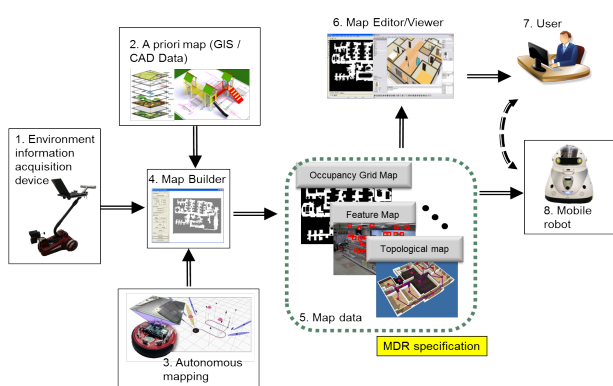 6. Map Editor/Viewer
7. User
2. A priori map (GIS /
CAD Data)
1. Environment
information
acquisition
device
4. Map Builder
Occupancy Grid Map
Feature Map
Topological map
8. Mobile
robot
5. Map data
MDR specification
3. Autonomous
mapping